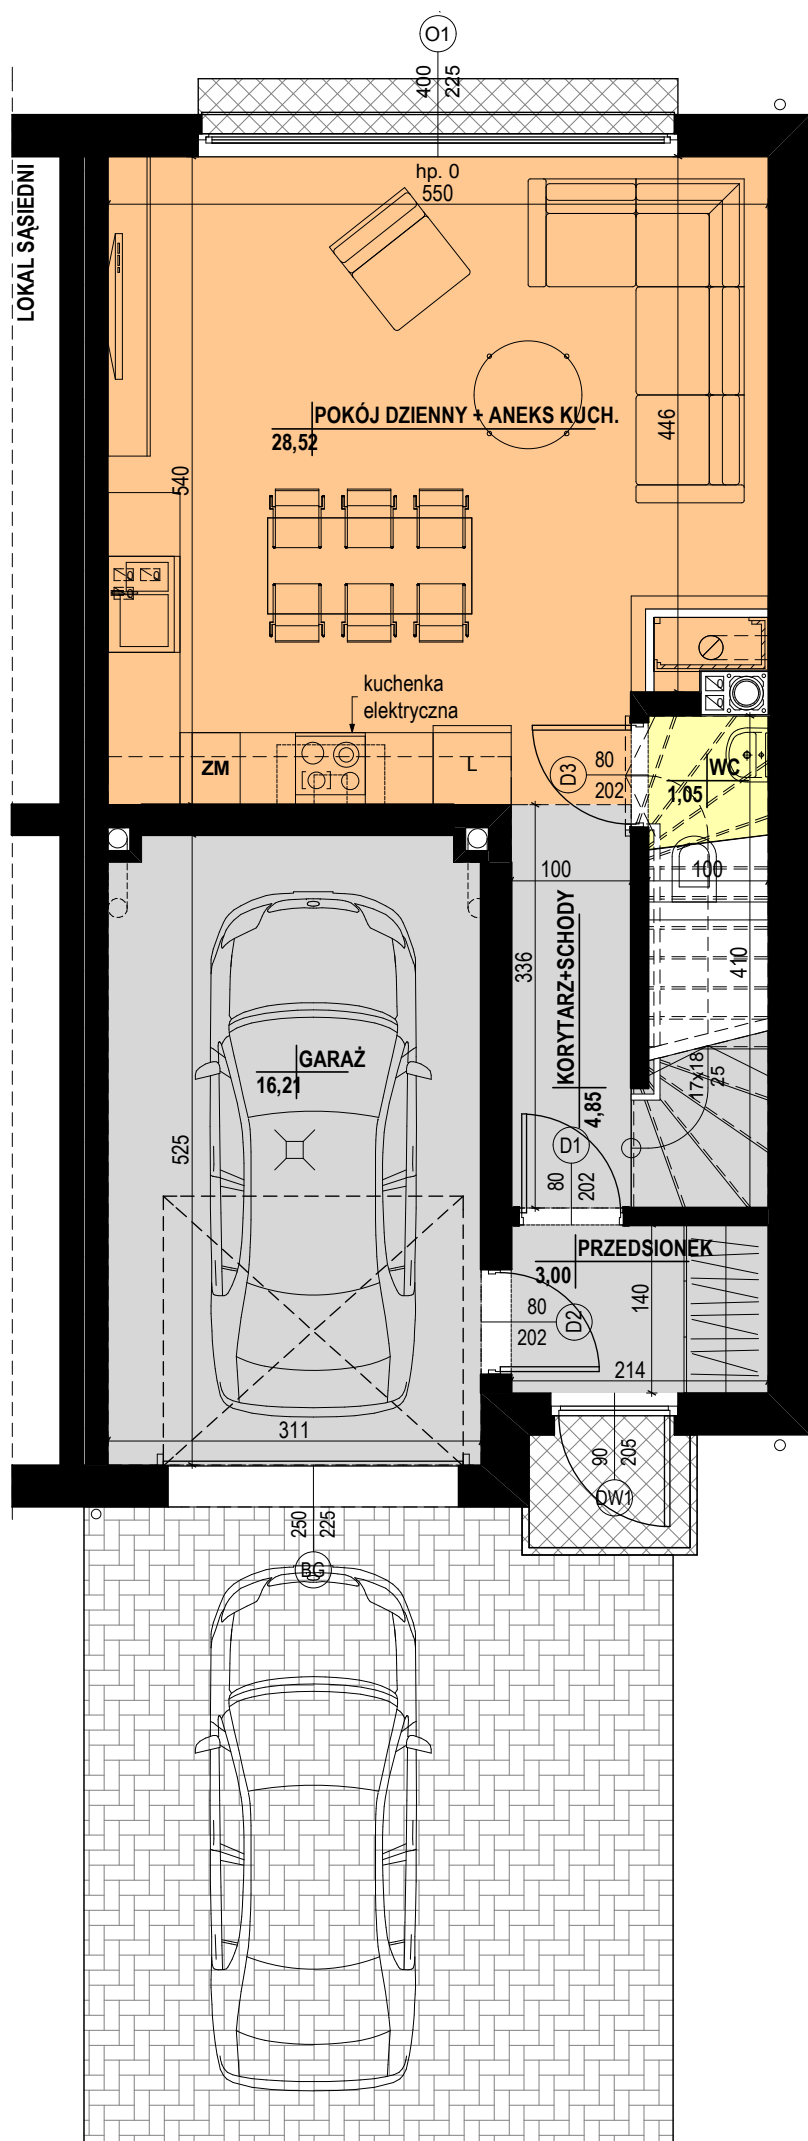 O1
400
225
LOKAL SĄSIEDNI
hp. 0
550
POKÓJ DZIENNY + ANEKS KUCH.
28,52
446
540
kuchenka
elektryczna
ZM
L
D3
80
202
WC
1,05
100
100
336
KORYTARZ+SCHODY
4,85
410
17x18
25
GARAŻ
16,21
525
D1
80
202
PRZEDSIONEK
3,00
140
D2
80
202
214
311
90
205
DW1
250
225
BG